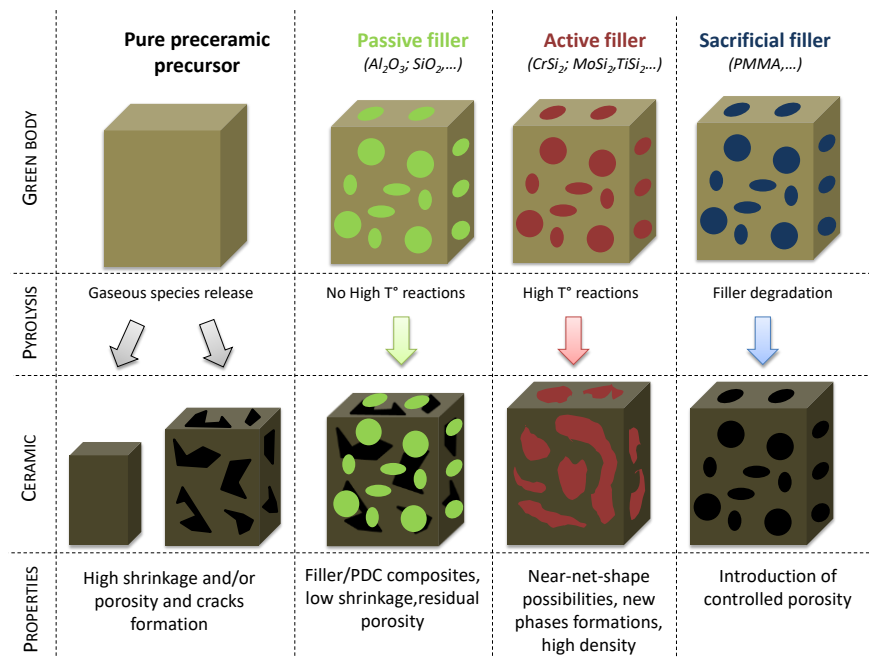 Pure preceramic
precursor
Passive filler
(Al2O3; SiO2,...)
Active filler
(CrSi2; MoSi2,TiSi2...)
Sacrificial filler
(PMMA,...)
GREEN BODY
PYROLYSIS
Gaseous species release
No High T° reactions
High T° reactions
Filler degradation
CERAMIC
PROPERTIES
High shrinkage and/or
porosity and cracks
formation
Filler/PDC composites,
low shrinkage,residual
porosity
Near-net-shape
possibilities, new
phases formations,
high density
Introduction of
controlled porosity